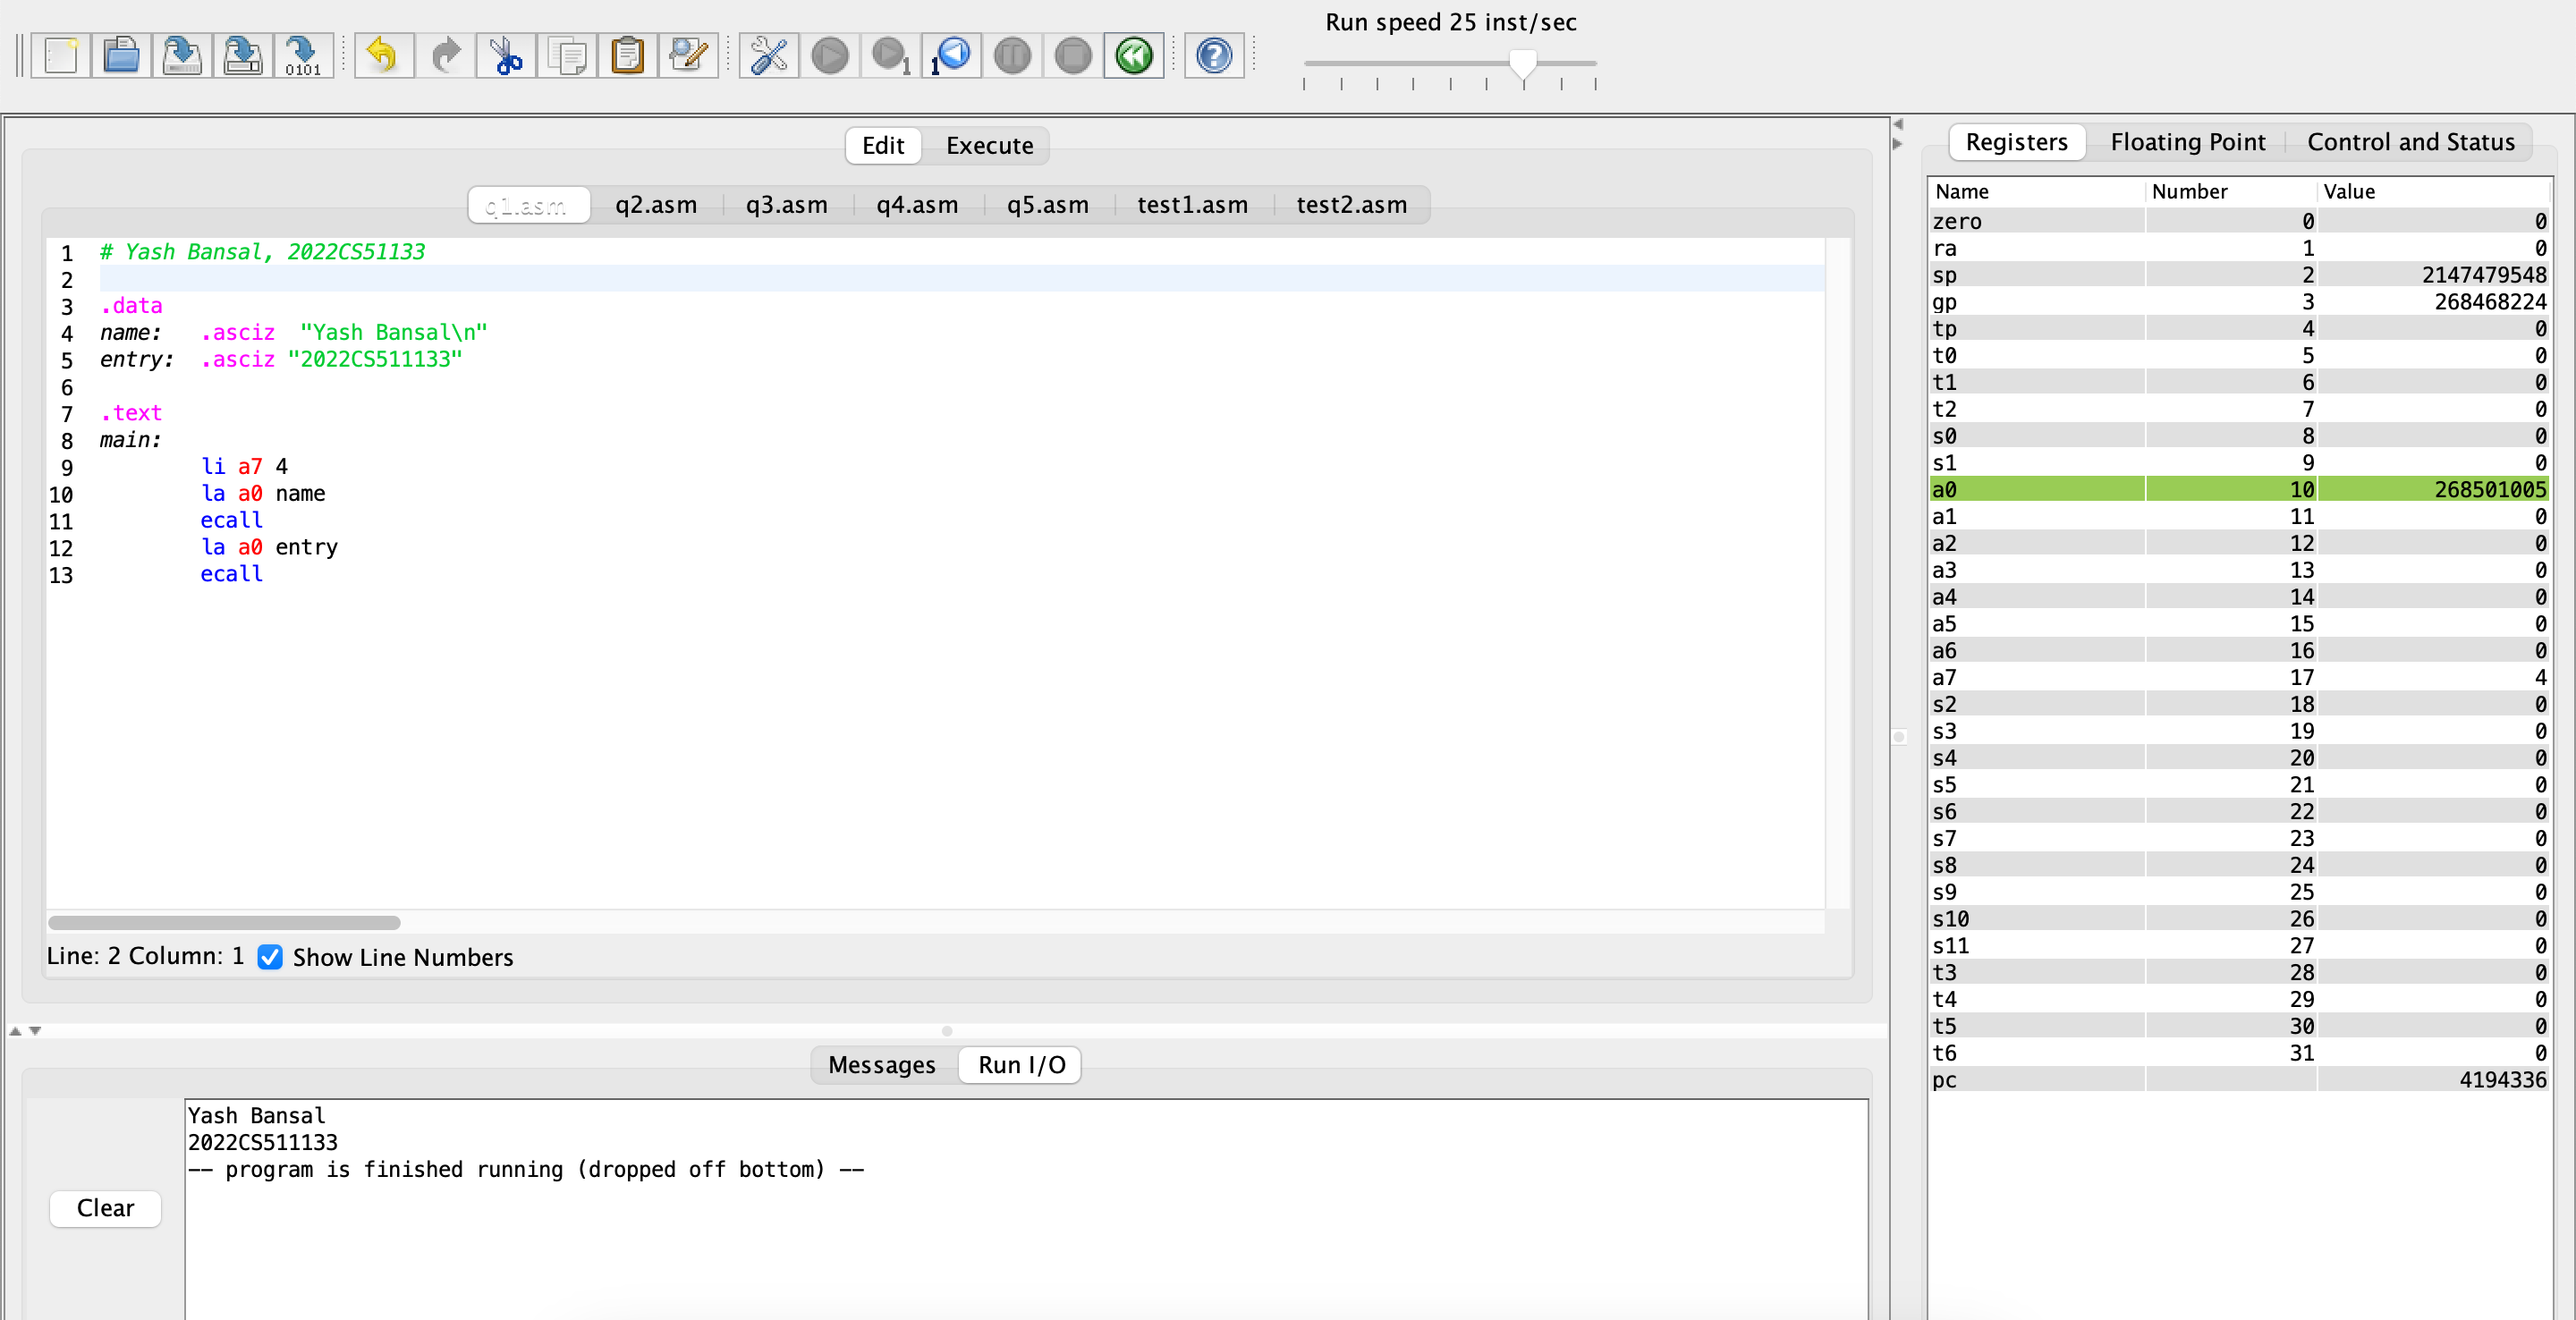 Run speed 25 inst/sec
0101
1
1
Edit Execute
q1.asm q2.asm q3.asm q4.asm q5.asm test1.asm test2.asm
1 # Yash Bansal, 2022CS51133
2
3 .data
4 name: .asciz "Yash Bansal\n"
5 entry: .asciz "2022CS511133"
6
7 .text
8 main:
9 li a7 4
10 la a0 name
11 ecall
12 la a0 entry
13 ecall
Line: 2 Column: 1 Show Line Numbers
Messages Run I/O
Yash Bansal
2022CS511133
-- program is finished running (dropped off bottom) --
Clear
Registers Floating Point Control and Status
Name Number Value
zero 0 0
ra 1 0
sp 2 2147479548
gp 3 268468224
tp 4 0
t0 5 0
t1 6 0
t2 7 0
s0 8 0
s1 9 0
a0 10 268501005
a1 11 0
a2 12 0
a3 13 0
a4 14 0
a5 15 0
a6 16 0
a7 17 4
s2 18 0
s3 19 0
s4 20 0
s5 21 0
s6 22 0
s7 23 0
s8 24 0
s9 25 0
s10 26 0
s11 27 0
t3 28 0
t4 29 0
t5 30 0
t6 31 0
pc 4194336